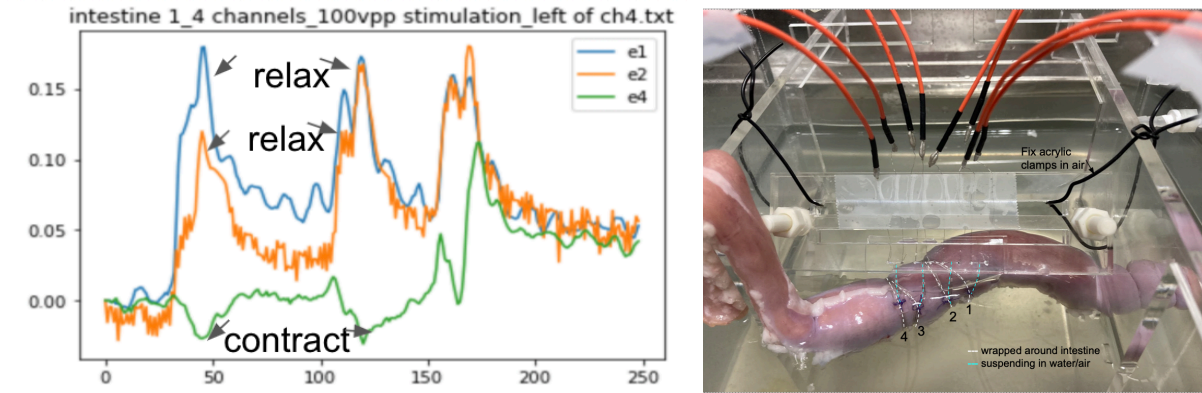 intestine 1_4 channels_100vpp stimulation_left of ch4.txt
e1
e2
e4
relax
relax
contract
0.15
0.10
0.05
0.00
0
50
100
150
200
250
Fix acrylic
clamps in air
4
3
2
1
wrapped around intestine
suspending in water/air